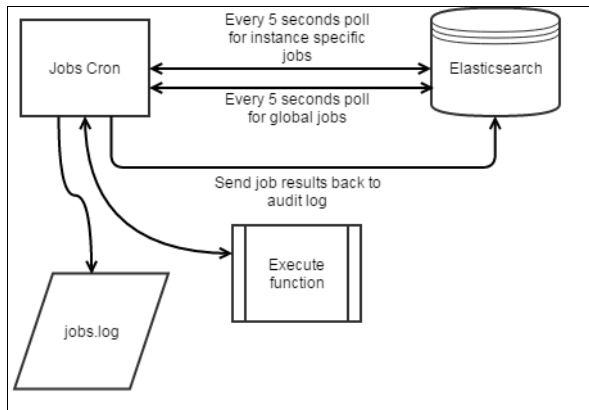 Every 5 seconds poll
for instance specific
jobs
Jobs Cron
Elasticsearch
Every 5 seconds poll
for global jobs
Send job results back to
audit log
Execute
function
jobs.log